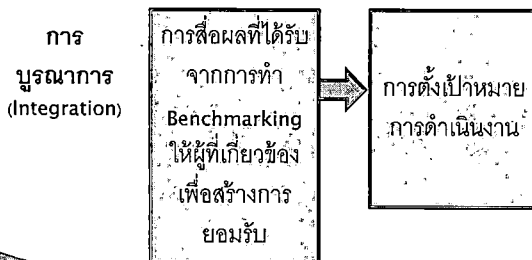 การ
บูรณาการ
(Integration)
การสื่อผลที่ได้รับ
จากการทำ
Benchmarking
ให้ผู้ที่เกี่ยวข้อง
เพื่อสร้างการ
ยอมรับ
การตั้งเป้าหมาย
การดำเนินงาน